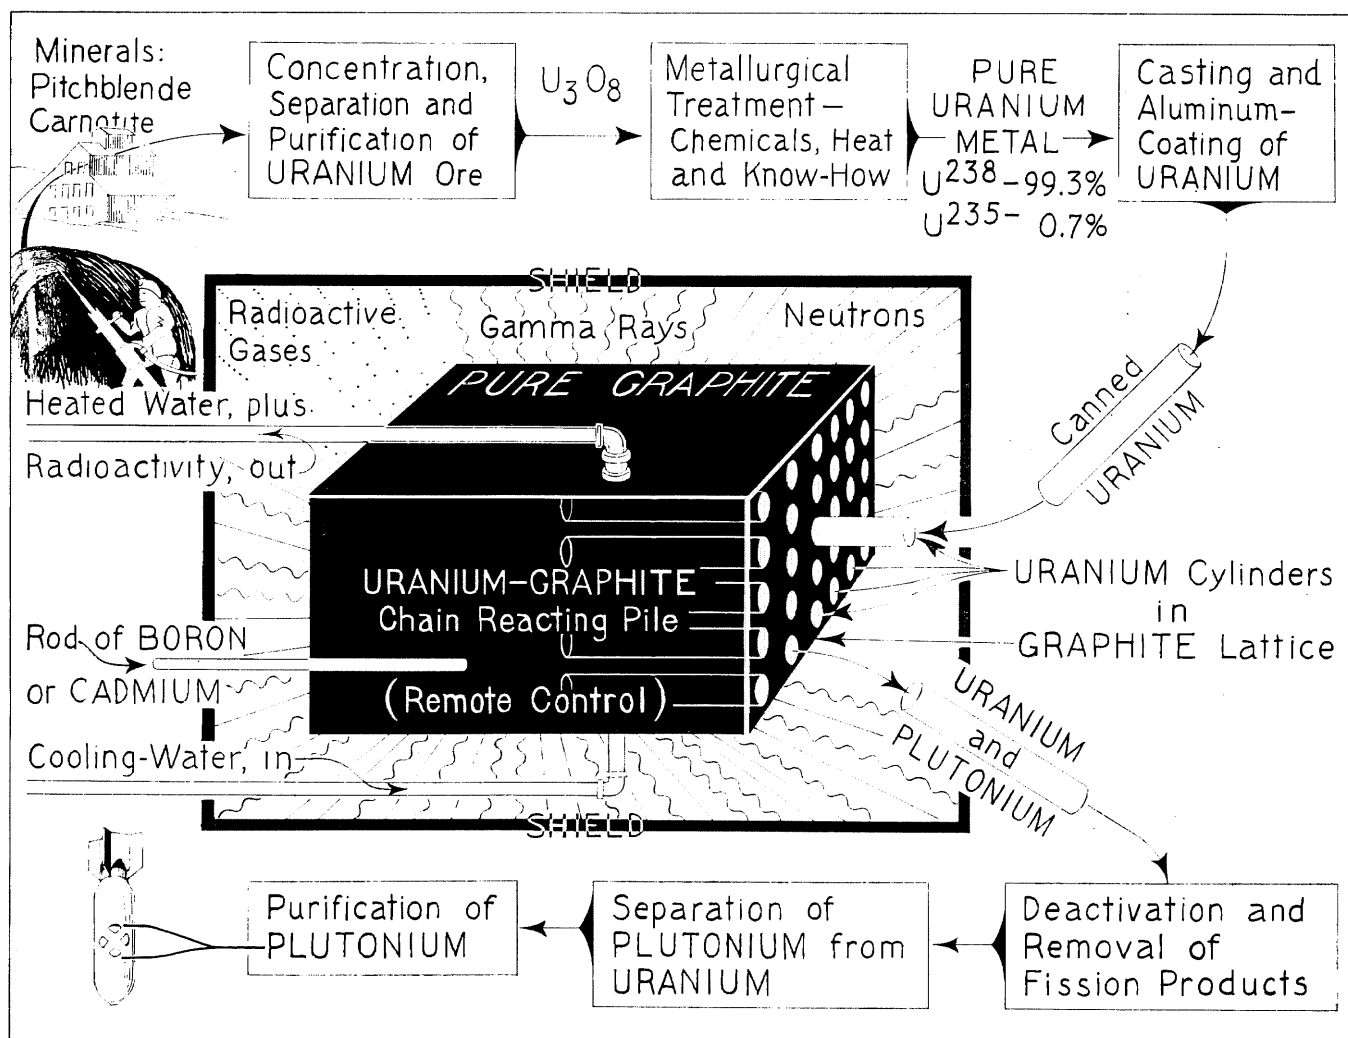 Minerals:
Pitchblende
Carnotite
Concentration,
Separation and
Purification of
URANIUM Ore
U3O8
Metallurgical
Treatment—
Chemicals, Heat
and Know-How
PURE
URANIUM
METAL
U238-99.3%
U235- 0.7%
Casting and
Aluminum-
Coating of
URANIUM
SHIELD
Radioactive
Gases
Gamma Rays
Neutrons
PURE GRAPHITE
Heated Water, plus
Radioactivity, out
Canned
URANIUM
URANIUM-GRAPHITE
Chain Reacting Pile
URANIUM Cylinders
in
GRAPHITE Lattice
Rod of BORON
or CADMIUM
(Remote Control)
Cooling-Water, in
URANIUM
and
PLUTONIUM
SHIELD
Purification of
PLUTONIUM
Separation of
PLUTONIUM from
URANIUM
Deactivation and
Removal of
Fission Products